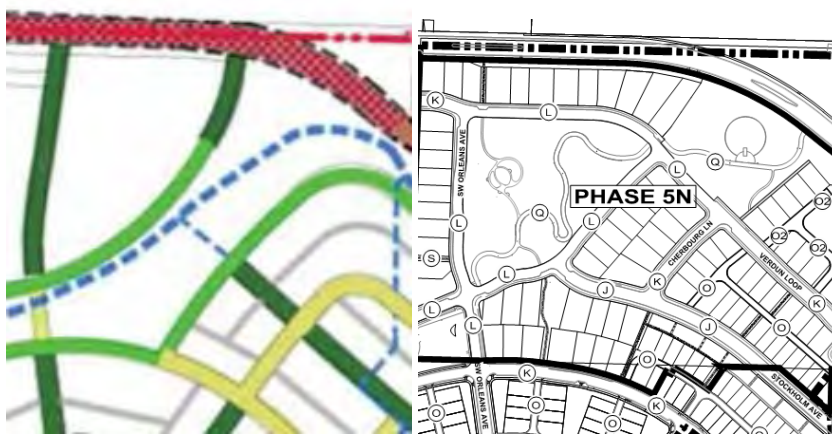 K
L
SW ORLEANS AVE
Q
L
PHASE 5N
L
Q
L
O2
O2
O2
CHERBOURG LN
VERDUN LOOP
S
L
K
O
K
L
J
L
J
O
O
STOCKHOLM AVE
SW ORLEANS AVE
K
K
O
O
O
O